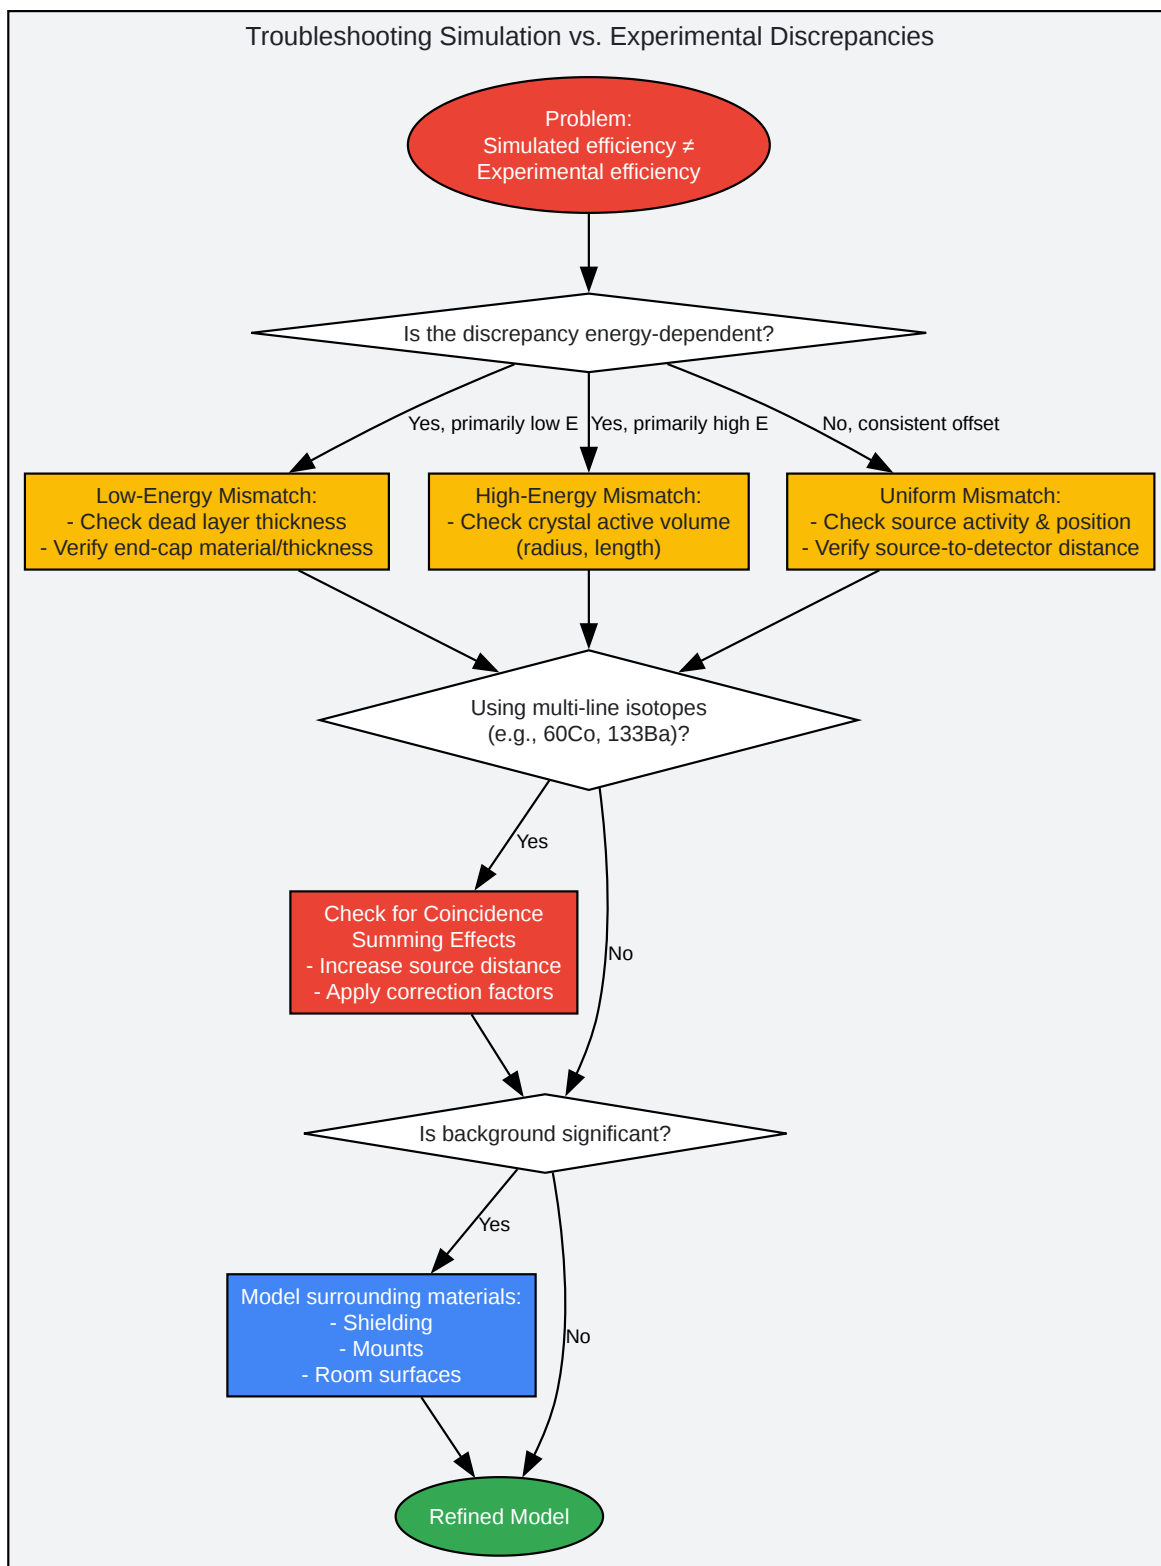 Troubleshooting Simulation vs. Experimental Discrepancies
Problem:
Simulated efficiency ≠
Experimental efficiency
Is the discrepancy energy-dependent?
Yes, primarily low E
Yes, primarily high E
No, consistent offset
Low-Energy Mismatch:
- Check dead layer thickness
- Verify end-cap material/thickness
High-Energy Mismatch:
- Check crystal active volume
(radius, length)
Uniform Mismatch:
- Check source activity & position
- Verify source-to-detector distance
Using multi-line isotopes
(e.g., 60Co, 133Ba)?
Yes
No
Check for Coincidence
Summing Effects
- Increase source distance
- Apply correction factors
Is background significant?
Yes
No
Model surrounding materials:
- Shielding
- Mounts
- Room surfaces
Refined Model